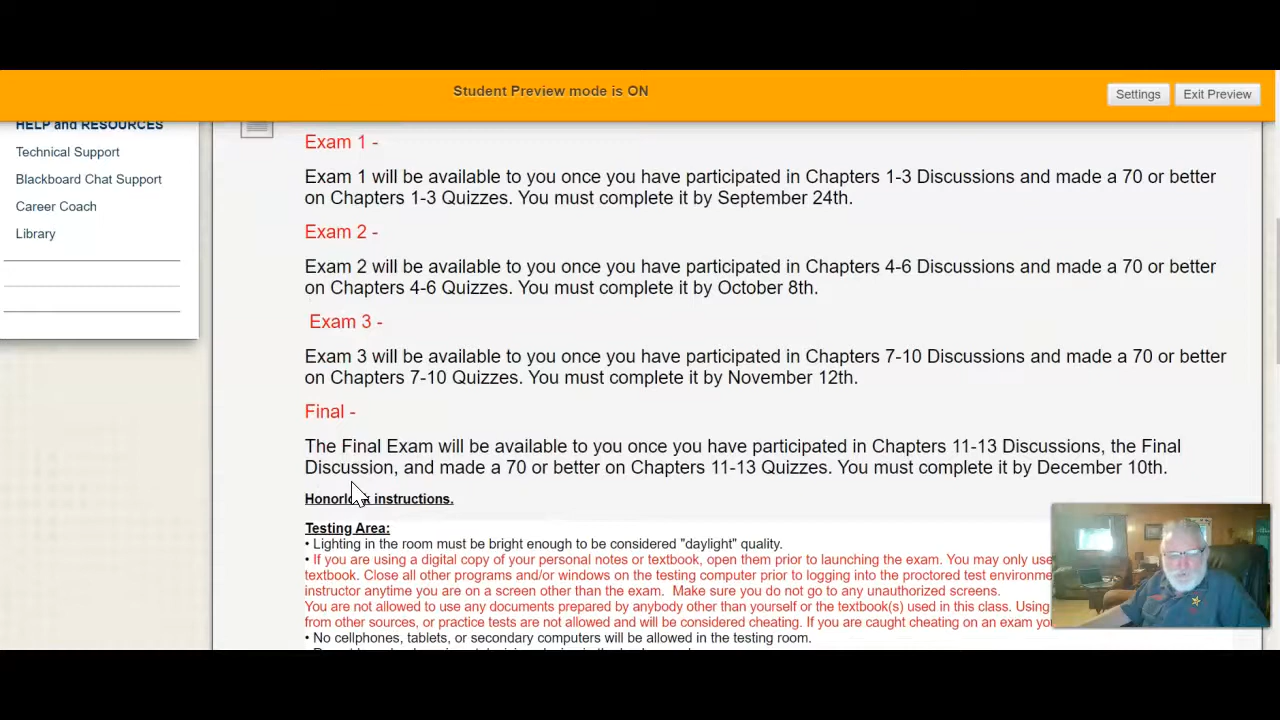 Student Preview mode is ON
Settings
Exit Preview
HELP and RESOURCES
Technical Support
Blackboard Chat Support
Career Coach
Library
Exam 1 -
Exam 1 will be available to you once you have participated in Chapters 1-3 Discussions and made a 70 or better
on Chapters 1-3 Quizzes. You must complete it by September 24th.
Exam 2 -
Exam 2 will be available to you once you have participated in Chapters 4-6 Discussions and made a 70 or better
on Chapters 4-6 Quizzes. You must complete it by October 8th.
Exam 3 -
Exam 3 will be available to you once you have participated in Chapters 7-10 Discussions and made a 70 or better
on Chapters 7-10 Quizzes. You must complete it by November 12th.
Final -
The Final Exam will be available to you once you have participated in Chapters 11-13 Discussions, the Final
Discussion, and made a 70 or better on Chapters 11-13 Quizzes. You must complete it by December 10th.
instructions.
Testing Area:
• Lighting in the room must be bright enough to be considered "daylight" quality.
• If you are using a digital copy of your personal notes or textbook, open them prior to launching the exam. You may only use
textbook. Close all other programs and/or windows on the testing computer prior to logging into the proctored test
instructor anytime you are on a screen other than the exam. Make sure you do not go to any unauthorized screens.
You are not allowed to use any documents prepared by anybody other than yourself or the textbook(s) used in this class. Using
from other sources, or practice tests are not allowed and will be considered cheating. If you are caught cheating on an exam
• No cellphones, tablets, or secondary computers will be allowed in the testing room.